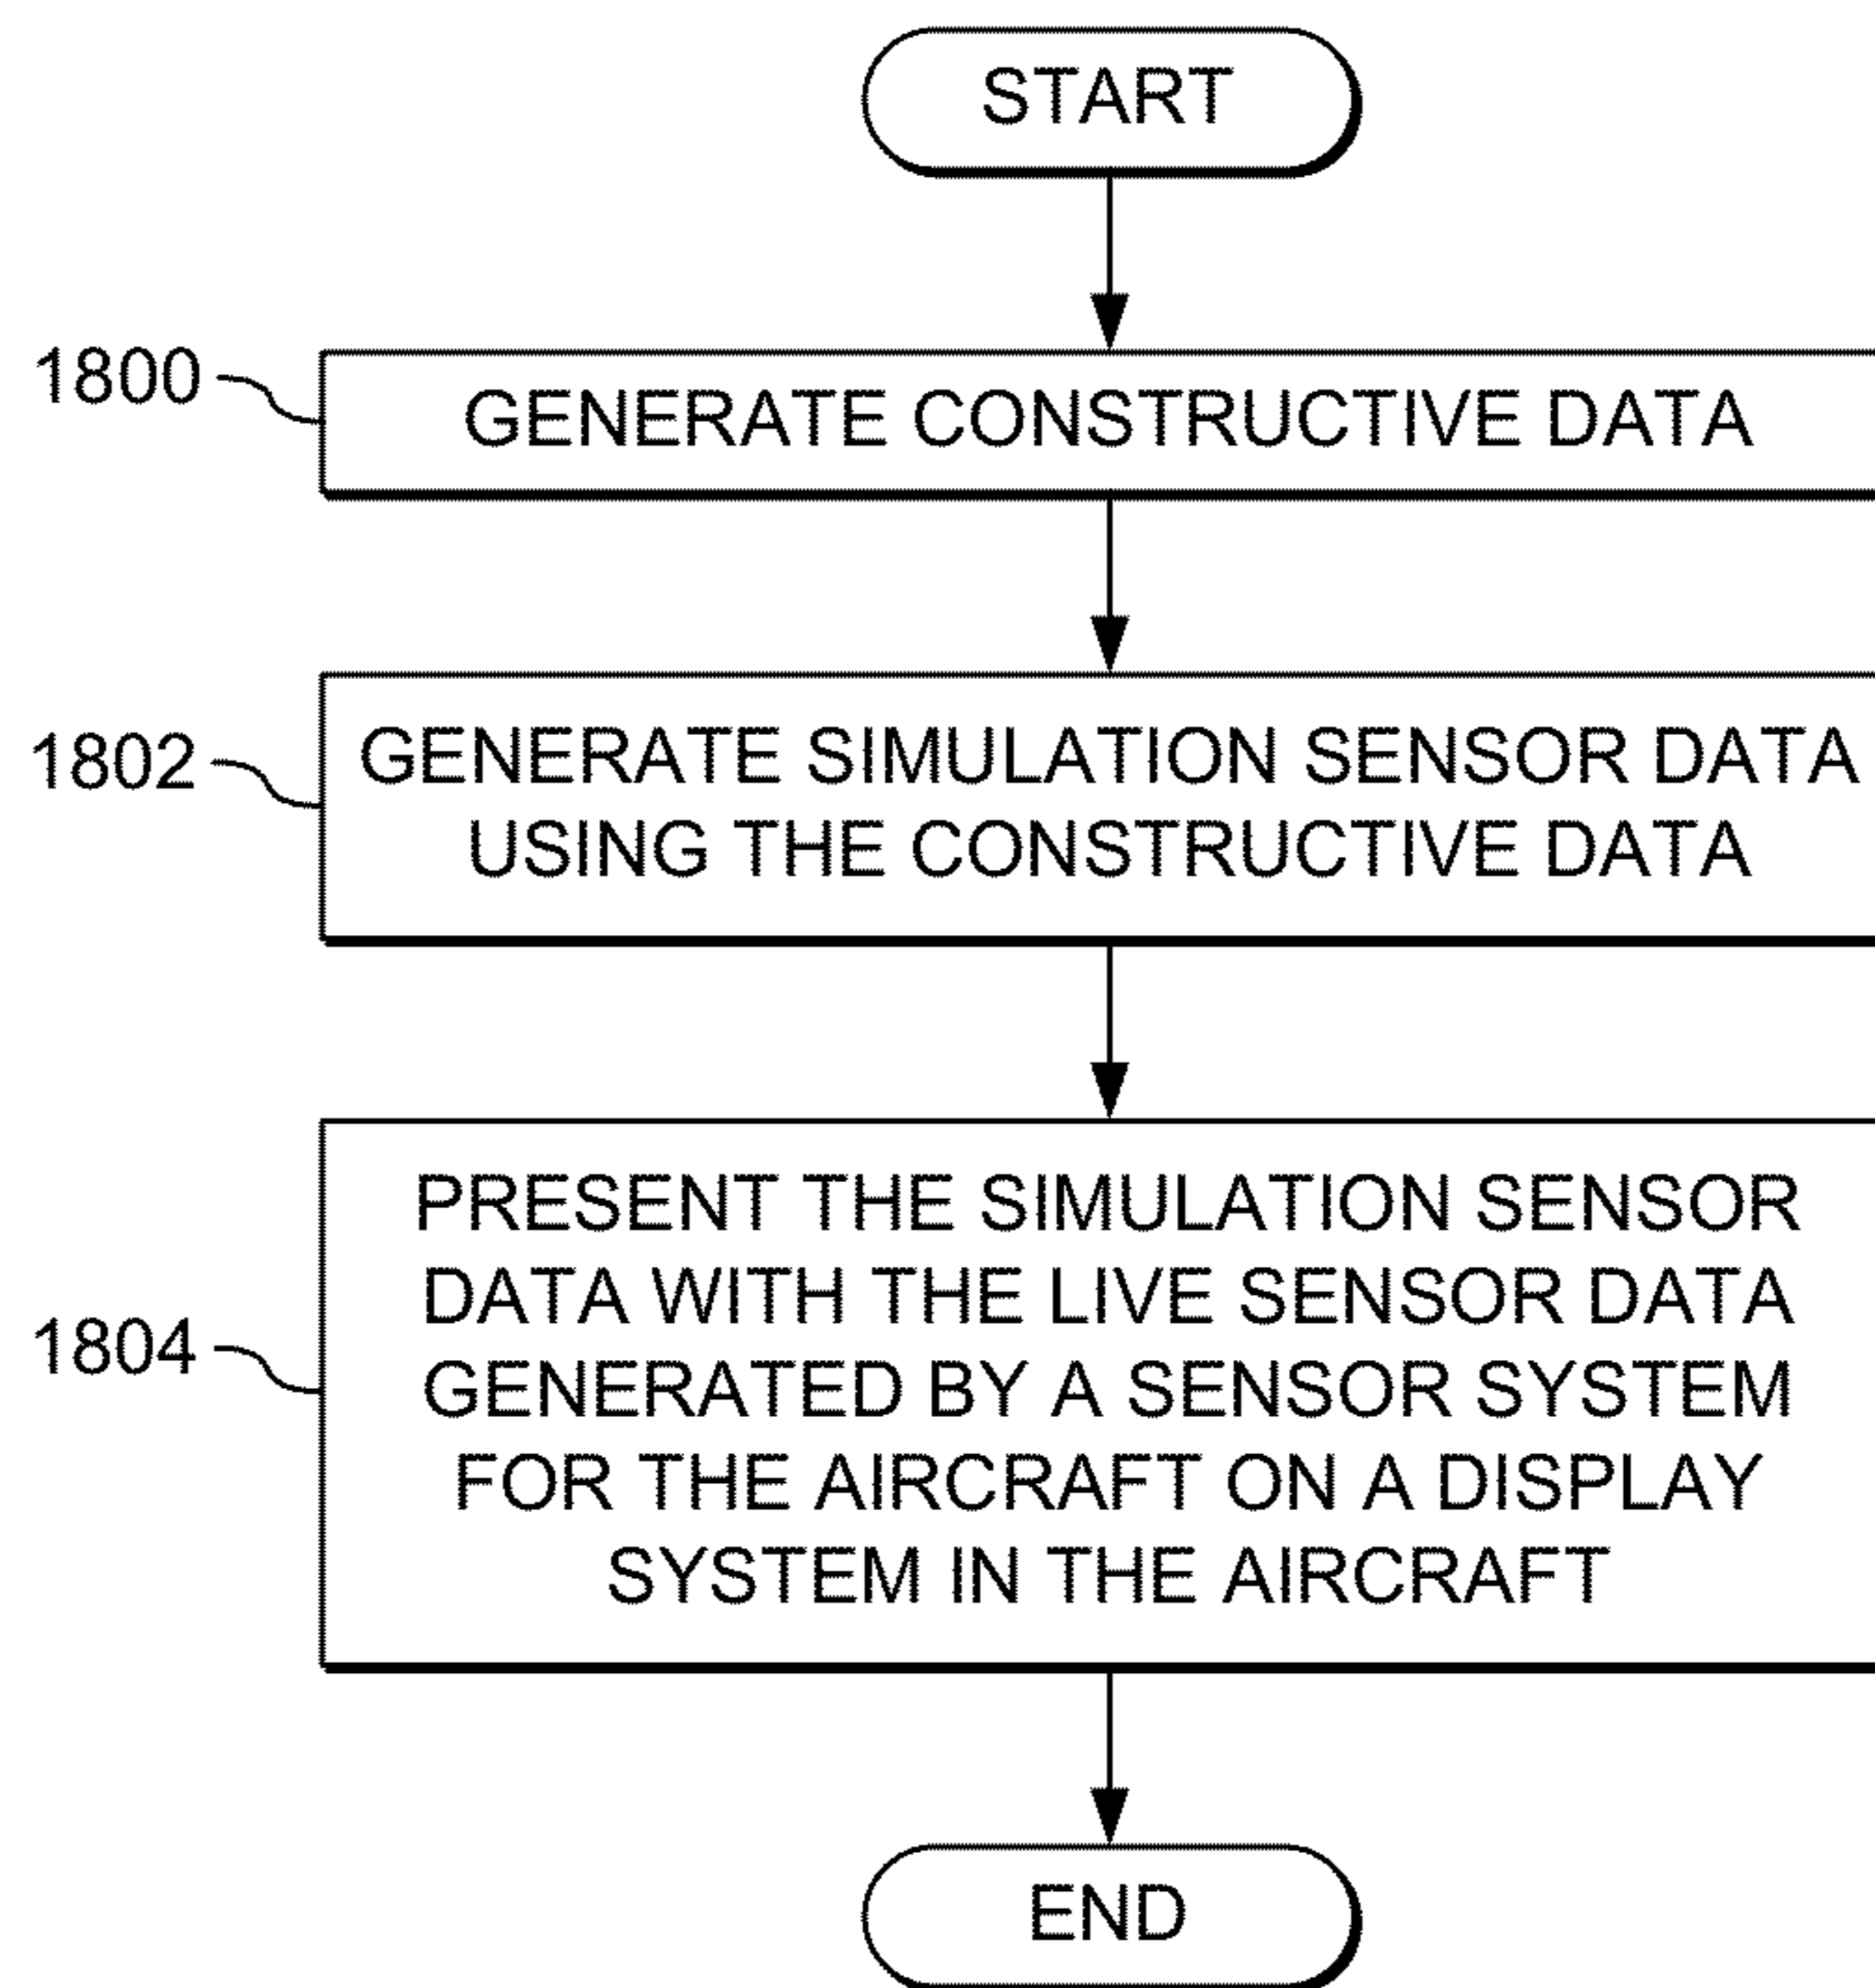 START
1800
GENERATE CONSTRUCTIVE DATA
1802
GENERATE SIMULATION SENSOR DATA
USING THE CONSTRUCTIVE DATA
1804
PRESENT THE SIMULATION SENSOR
DATA WITH THE LIVE SENSOR DATA
GENERATED BY A SENSOR SYSTEM
FOR THE AIRCRAFT ON A DISPLAY
SYSTEM IN THE AIRCRAFT
END